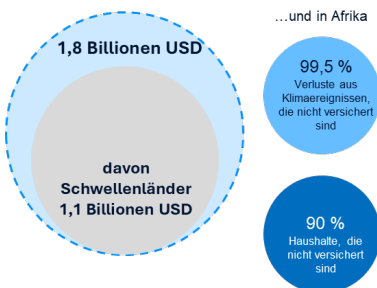 1,8 Billionen USD
davon
Schwellenländer
1,1 Billionen USD
...und in Afrika
99,5 %
Verluste aus
Klimaereignissen,
die nicht versichert
sind
90 %
Haushalte, die
nicht versichert
sind